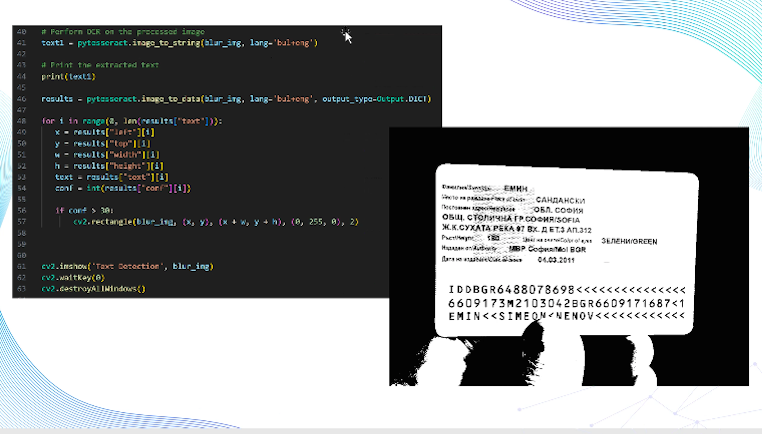 40 # Perform OCR on the processed image
41 text1 = pytesseract.image_to_string(blur_img, lang='bul+eng')
42
43 # Print the extracted text
44 print(text1)
45
46 results = pytesseract.image_to_data(blur_img, lang='bul+eng', output_type=Output.DICT)
47
48 for i in range(0, len(results["text"])):
49 x = results["left"][i]
50 y = results["top"][i]
51 w = results["width"][i]
52 h = results["height"][i]
53 text = results["text"][i]
54 conf = int(results["conf"][i])
55
56 if conf > 30:
57 cv2.rectangle(blur_img, (x, y), (x + w, y + h), (0, 255, 0), 2)
58
59
60
61 cv2.imshow('Text Detection', blur_img)
62 cv2.waitKey(0)
63 cv2.destroyAllWindows()
ЕМИН
САНДАНСКИ
ОБЛ. СОФИЯ
ОБЩ. СТОЛИЧНА ГР.СОФИЯ/SOFIA
Ж.К.СУХАТА РЕКА 97 ВХ. Д ЕТ.3 АП.312
180 ЗЕЛЕНИ/GREEN
МВР София/MoI BGR
04.03.2011
IDDBGR6488078698<<<<<<<<<<<<<<
6609173M2103042BGR6609171687<1
EMIN<<SIMEON<NENOV<<<<<<<<<<<<